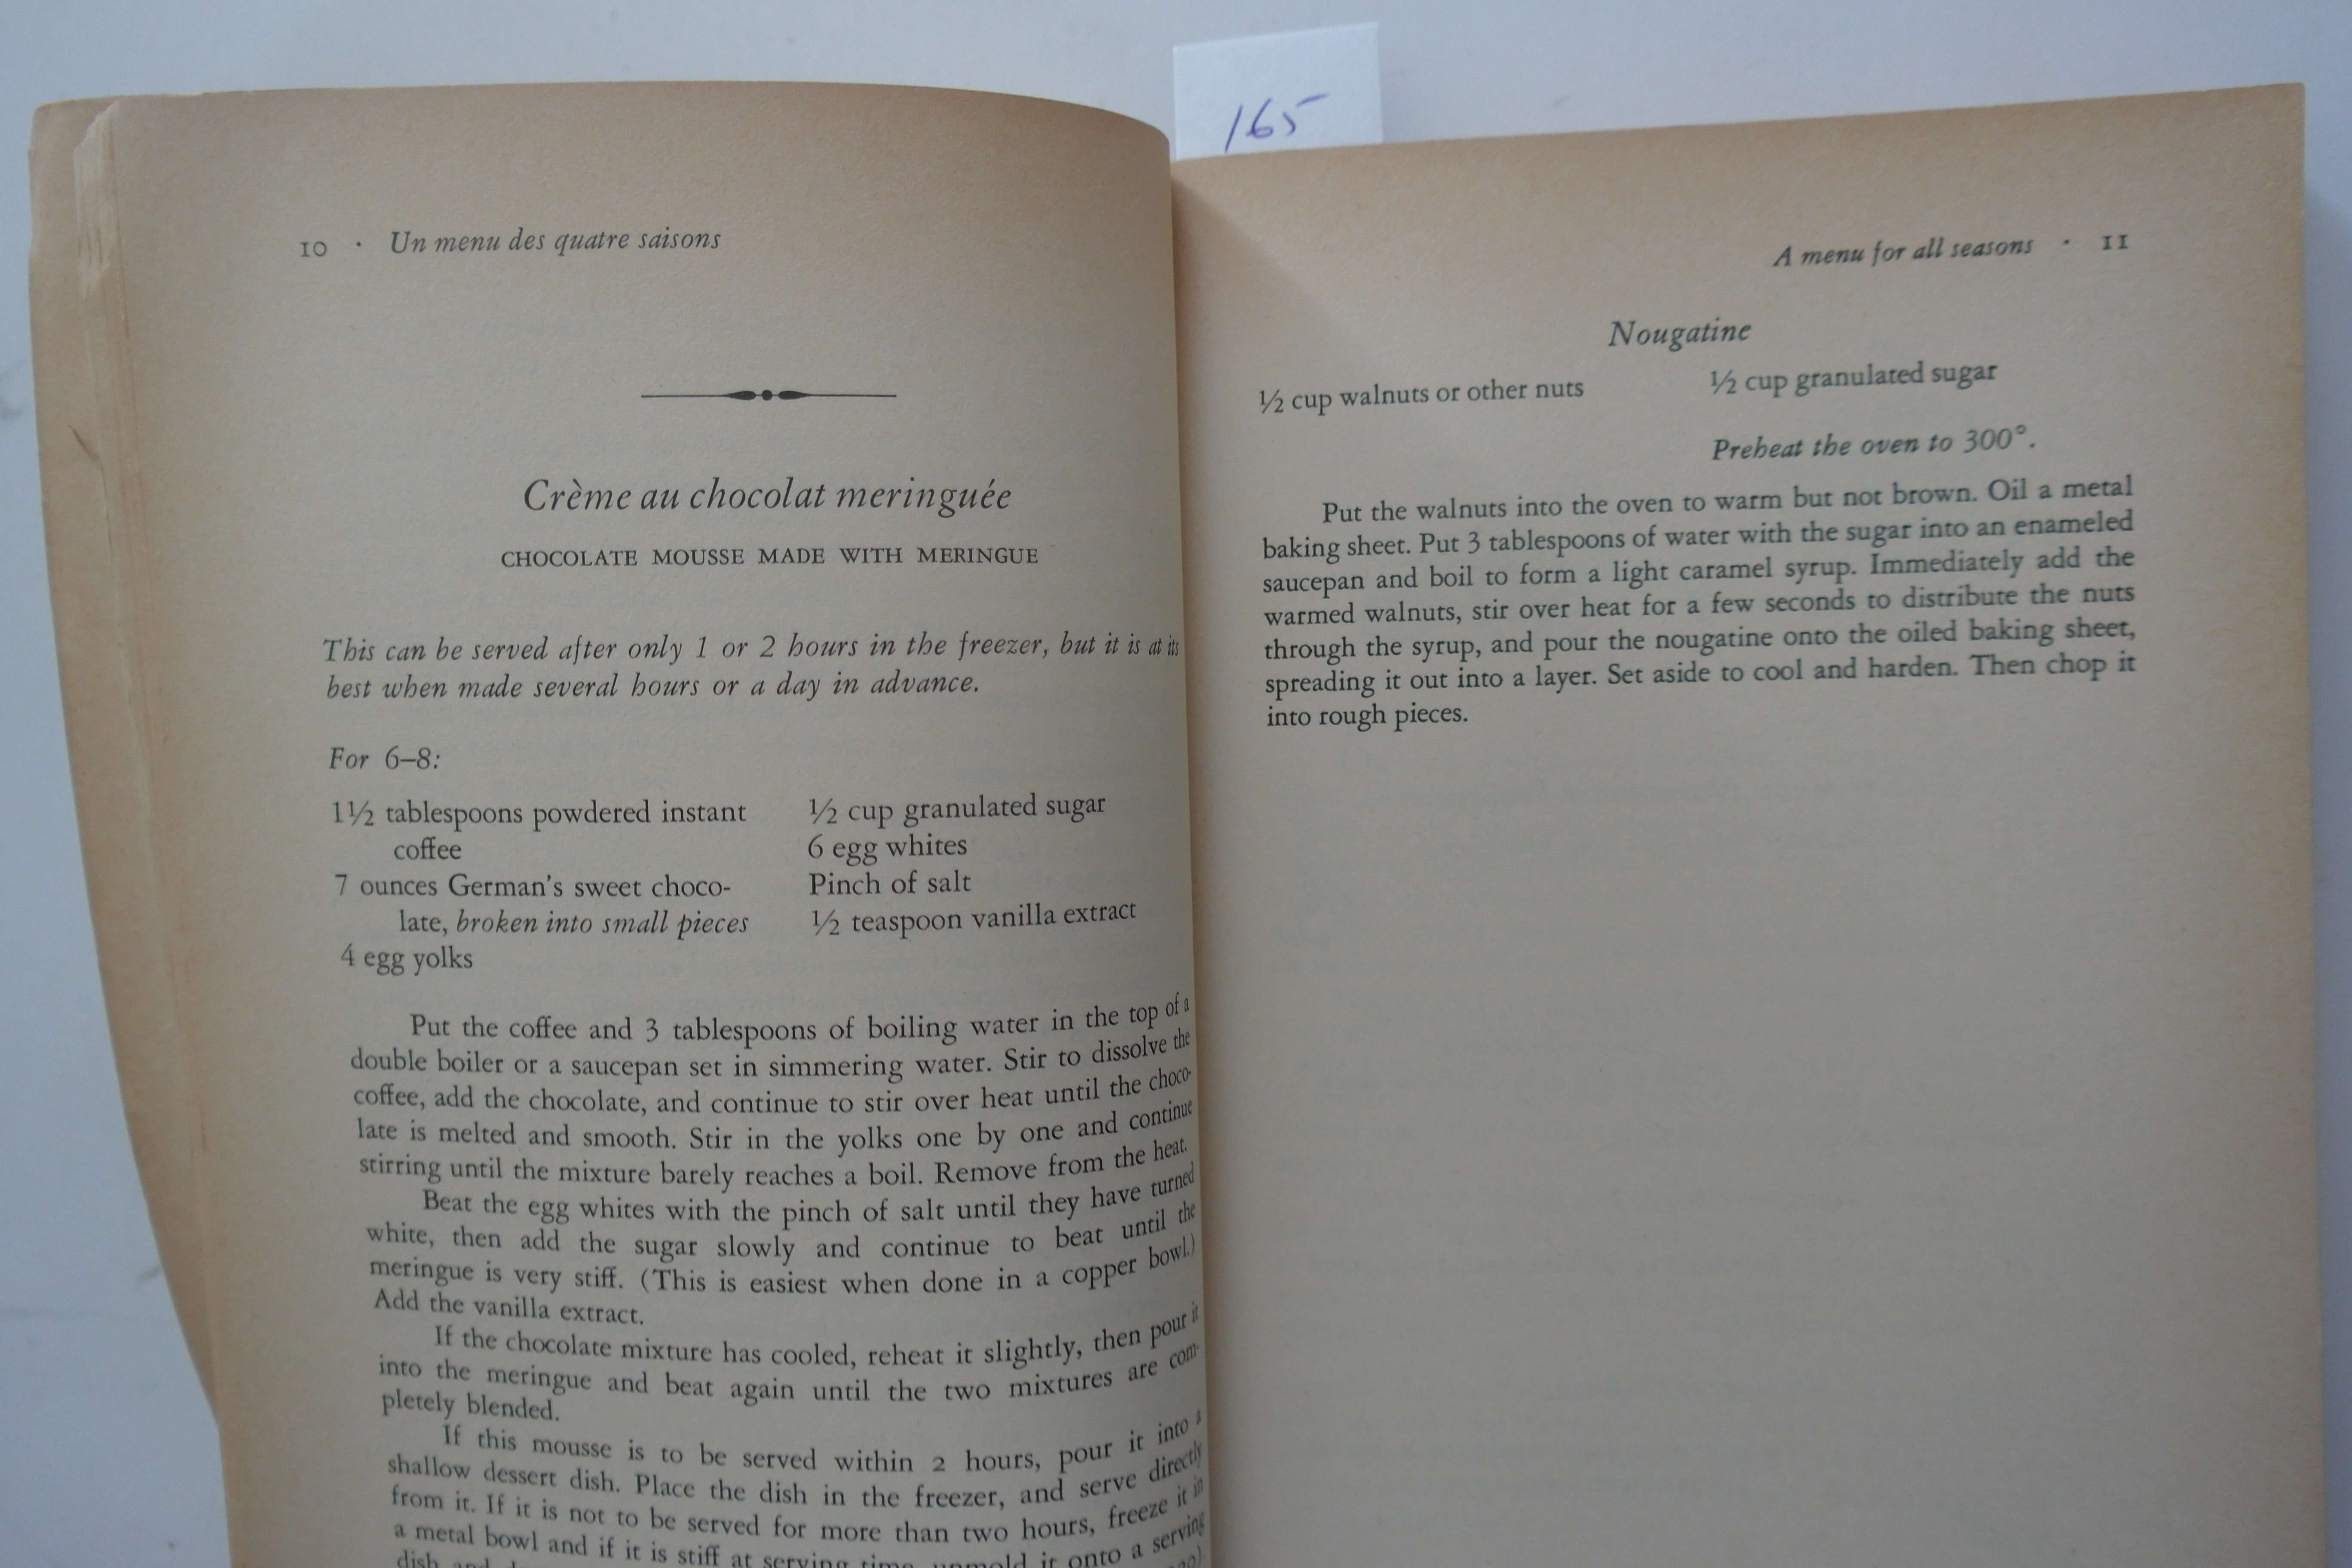 165
10 · Un menu des quatre saisons
Crème au chocolat meringuée
CHOCOLATE MOUSSE MADE WITH MERINGUE
This can be served after only 1 or 2 hours in the freezer, but it is at its
best when made several hours or a day in advance.
For 6–8:
1½ tablespoons powdered instant
coffee
7 ounces German's sweet choco-
late, broken into small pieces
4 egg yolks
½ cup granulated sugar
6 egg whites
Pinch of salt
½ teaspoon vanilla extract
Put the coffee and 3 tablespoons of boiling water in the top of a
double boiler or a saucepan set in simmering water. Stir to dissolve the
coffee, add the chocolate, and continue to stir over heat until the choco-
late is melted and smooth. Stir in the yolks one by one and continue
stirring until the mixture barely reaches a boil. Remove from the heat.
Beat the egg whites with the pinch of salt until they have turned
white, then add the sugar slowly and continue to beat until the
meringue is very stiff. (This is easiest when done in a copper bowl.)
Add the vanilla extract.
If the chocolate mixture has cooled, reheat it slightly, then pour it
into the meringue and beat again until the two mixtures are com-
pletely blended.
If this mousse is to be served within 2 hours, pour it into a
shallow dessert dish. Place the dish in the freezer, and serve directly
from it. If it is not to be served for more than two hours, freeze it in
a metal bowl and if it is stiff at serving time, unmold it onto a serving
dish and
A menu for all seasons · 11
Nougatine
½ cup walnuts or other nuts
½ cup granulated sugar
Preheat the oven to 300°.
Put the walnuts into the oven to warm but not brown. Oil a metal
baking sheet. Put 3 tablespoons of water with the sugar into an enameled
saucepan and boil to form a light caramel syrup. Immediately add the
warmed walnuts, stir over heat for a few seconds to distribute the nuts
through the syrup, and pour the nougatine onto the oiled baking sheet,
spreading it out into a layer. Set aside to cool and harden. Then chop it
into rough pieces.